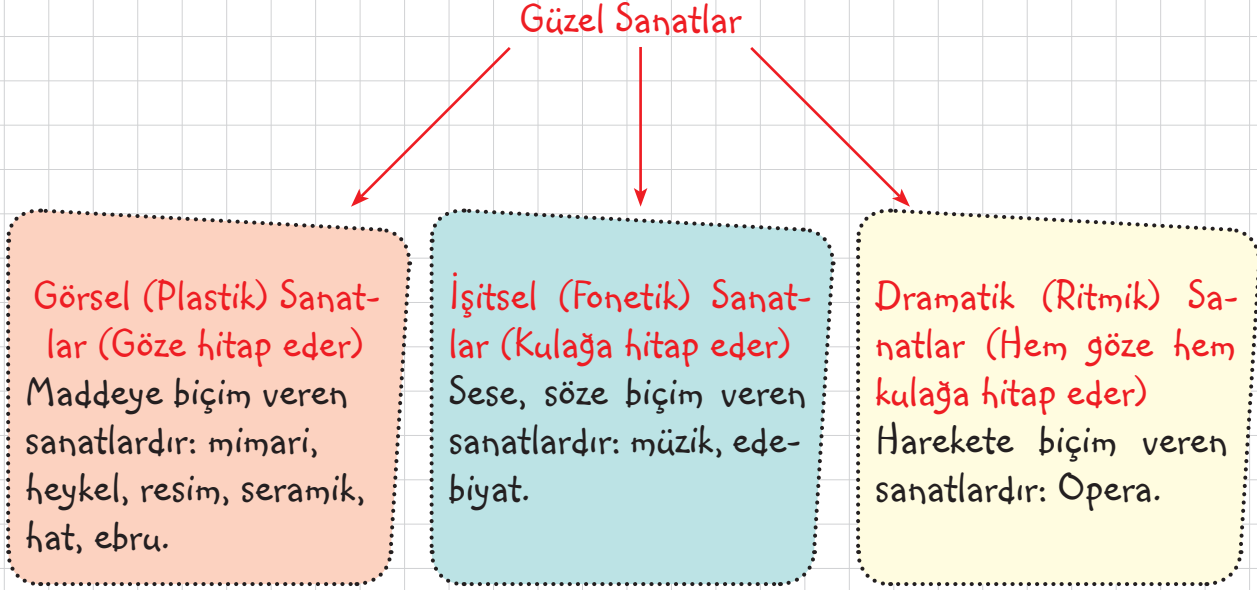 Güzel Sanatlar
Görsel (Plastik) Sanat-
lar (Göze hitap eder)
Maddeye biçim veren
sanatlardır: mimari,
heykel, resim, seramik,
hat, ebru.
İşitsel (Fonetik) Sanat-
lar (Kulağa hitap eder)
Sese, söze biçim veren
sanatlardır: müzik, ede-
biyat.
Dramatik (Ritmik) Sa-
natlar (Hem göze hem
kulağa hitap eder)
Harekete biçim veren
sanatlardır: Opera.